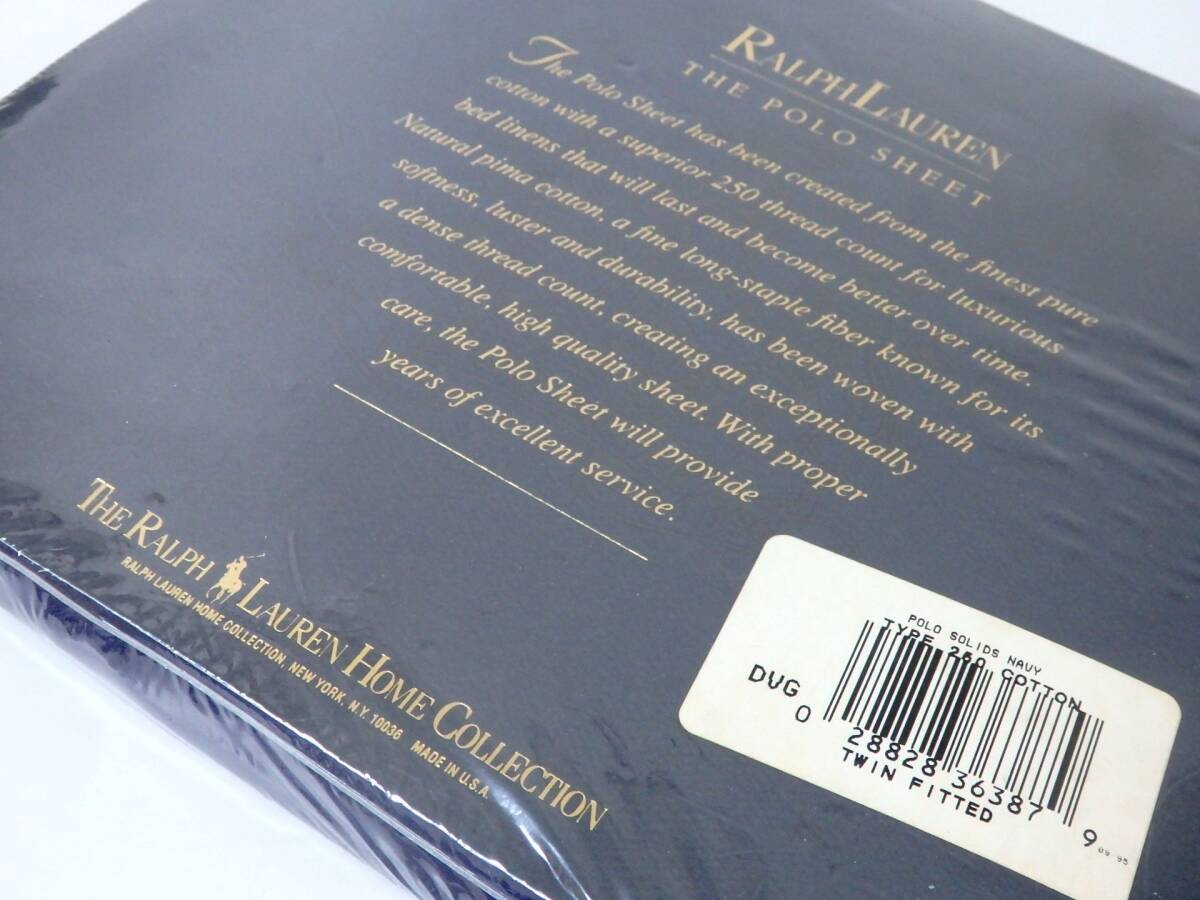 RALPH LAUREN
THE POLO SHEET
The Polo Sheet has been created from the finest pure
cotton with a superior 250 thread count for luxurious
bed linens that will last and become better over time.
Natural pima cotton, a fine long-staple fiber known for its
softness, luster and durability, has been woven with
a dense thread count, creating an exceptionally
comfortable, high quality sheet. With proper
care, the Polo Sheet will provide
years of excellent service.
THE RALPH LAUREN HOME COLLECTION
RALPH LAUREN HOME COLLECTION, NEW YORK, N.Y. 10036 MADE IN U.S.A.
POLO SOLIDS NAVY
TYPE 250 COTTON
DVG
0 28828 36387 9
09 95
TWIN FITTED